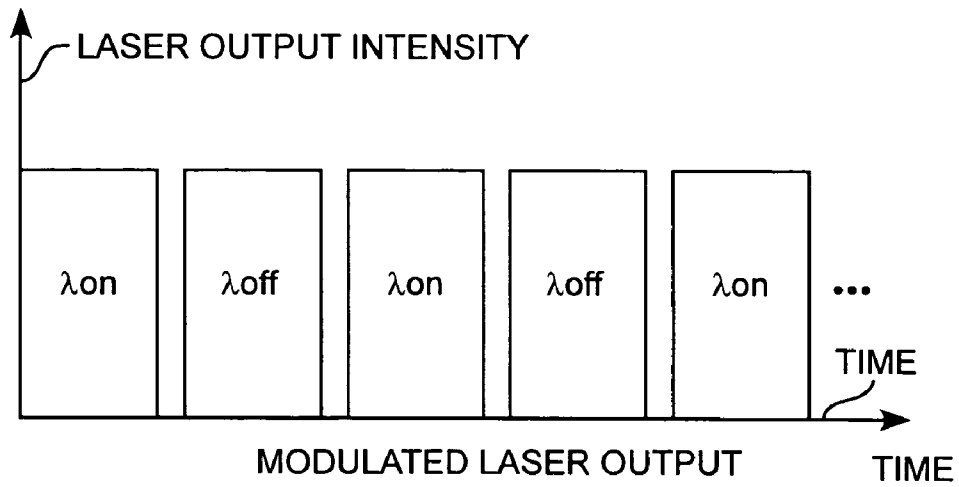 LASER OUTPUT INTENSITY
λon λoff λon λoff λon ...
TIME
MODULATED LASER OUTPUT TIME